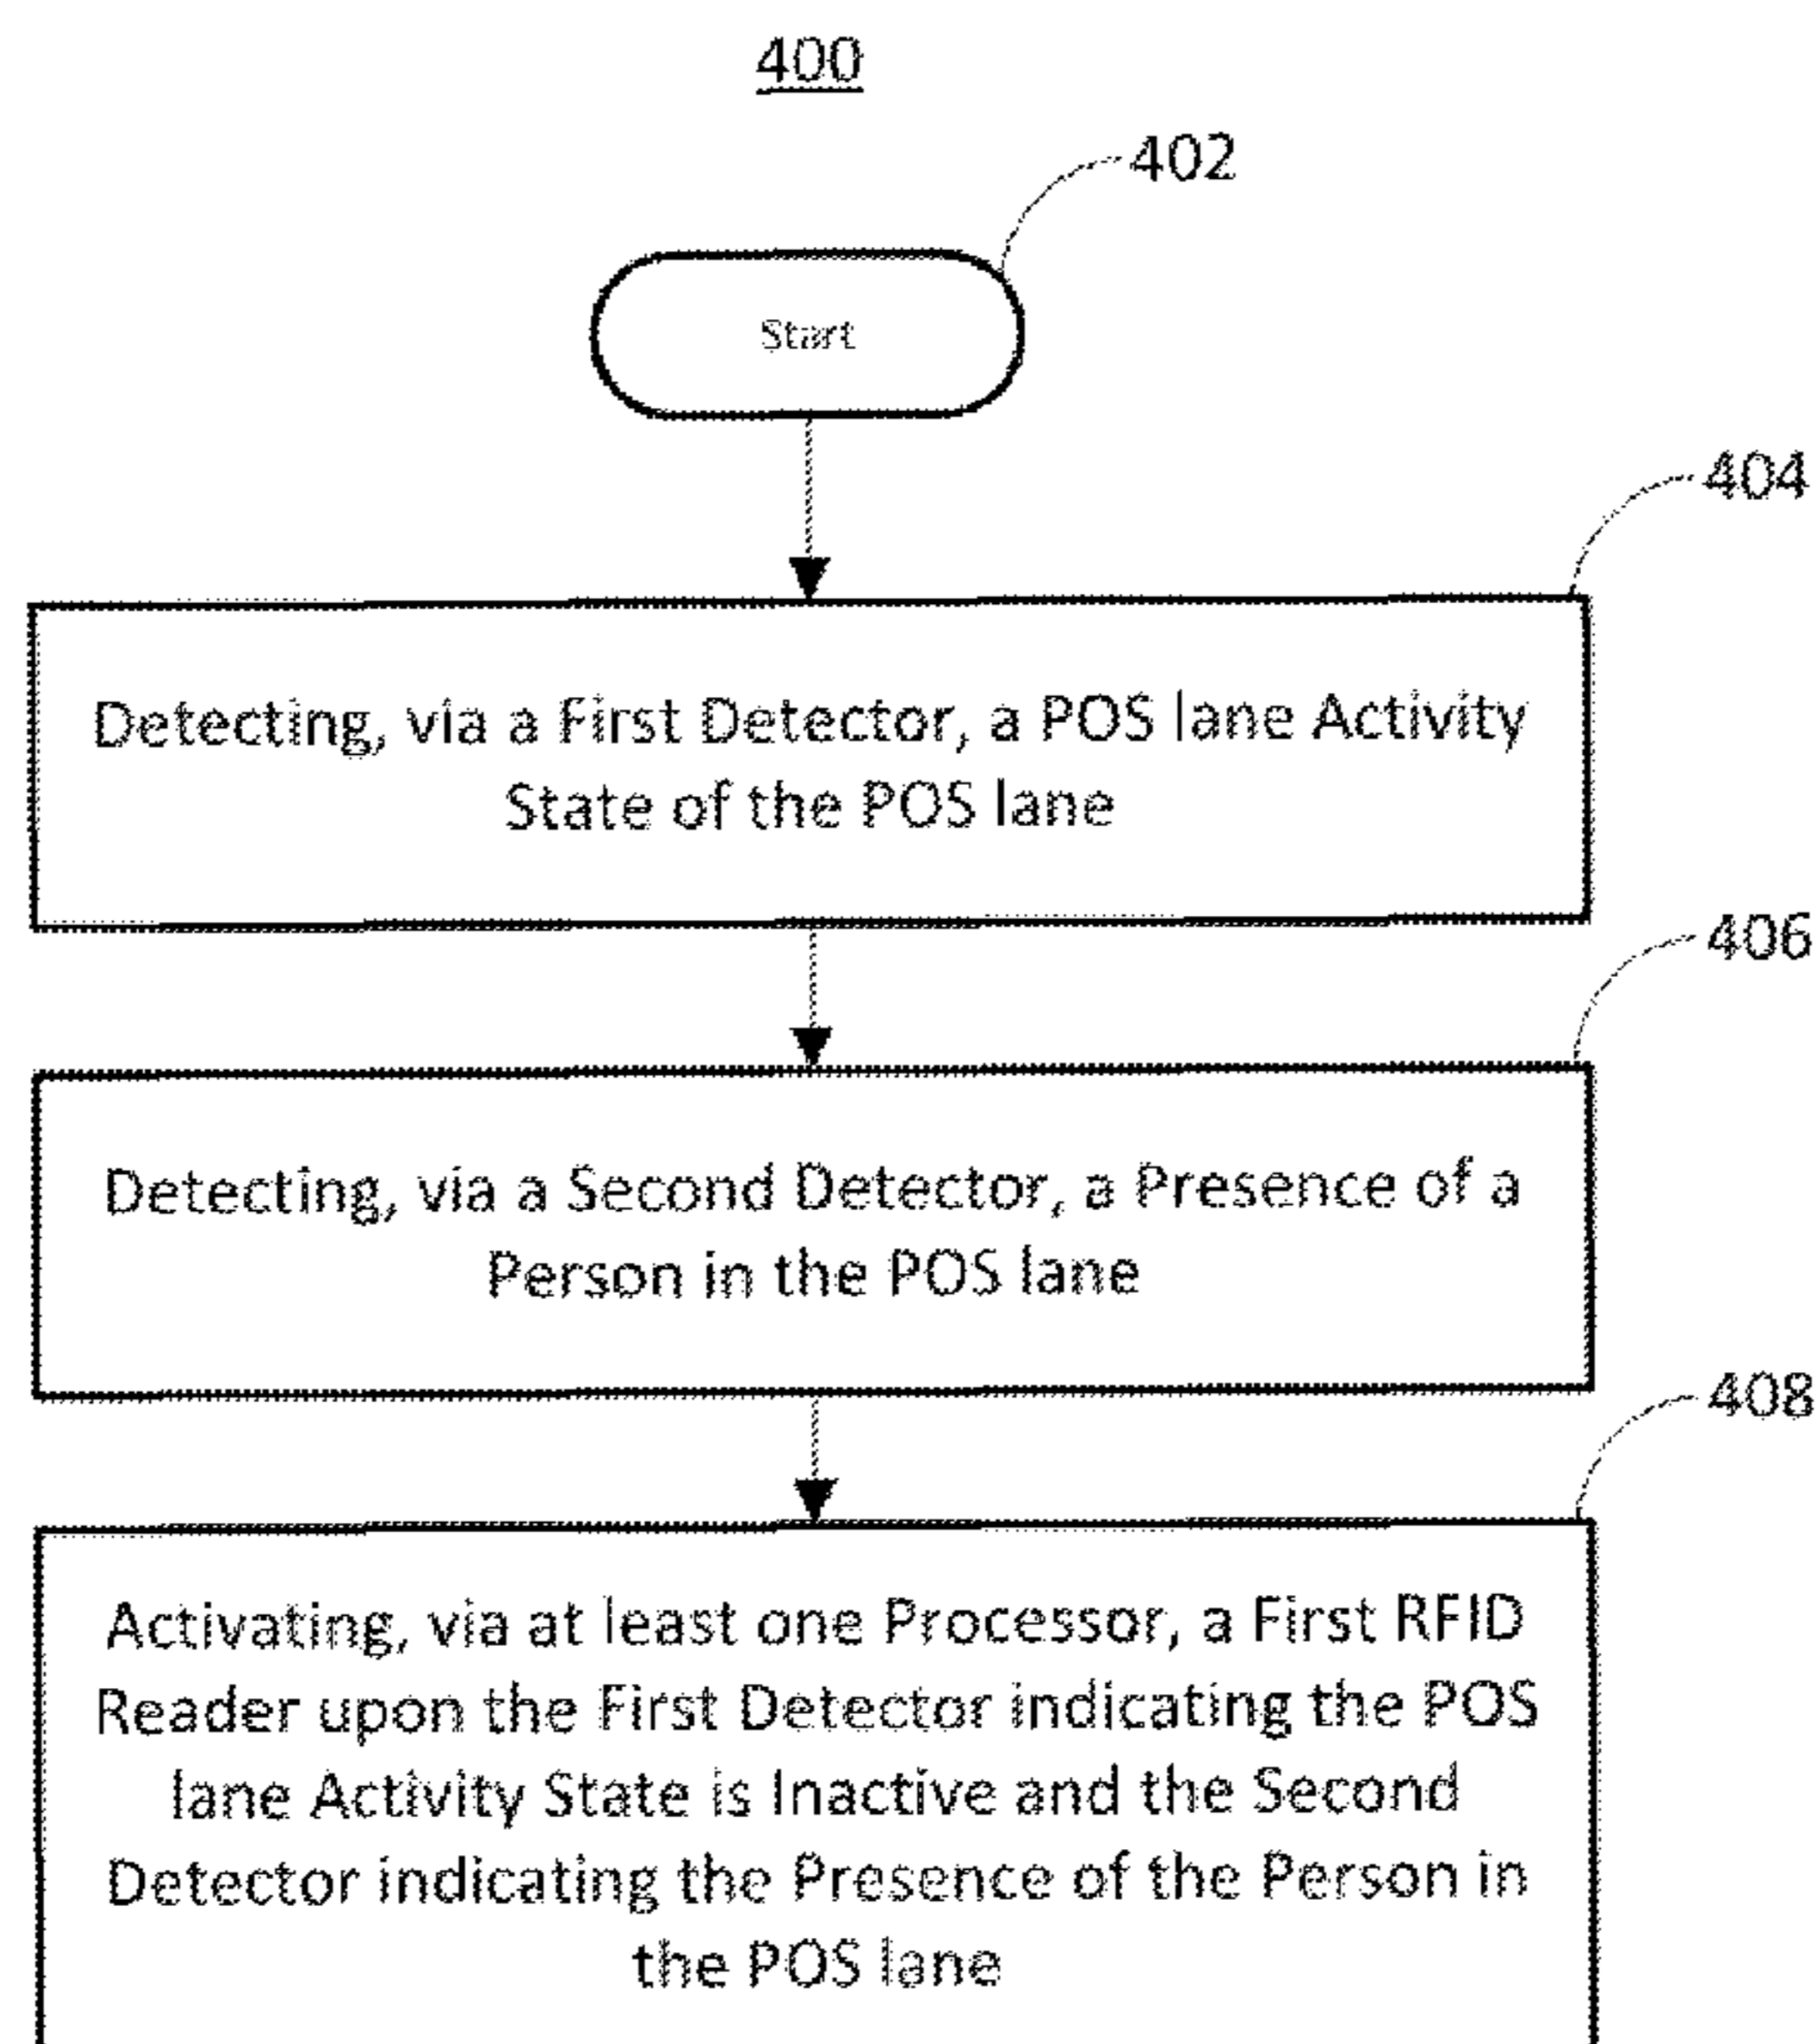 400
402
Start
404
Detecting, via a First Detector, a POS lane Activity
State of the POS lane
406
Detecting, via a Second Detector, a Presence of a
Person in the POS lane
408
Activating, via at least one Processor, a First RFID
Reader upon the First Detector indicating the POS
lane Activity State is Inactive and the Second
Detector indicating the Presence of the Person in
the POS lane